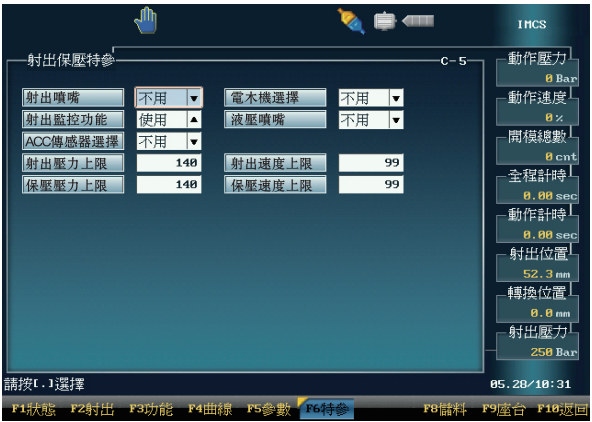 IMCS
射出保壓特參
C-5
射出噴嘴 不用 電木機選擇 不用
射出監控功能 使用 液壓噴嘴 不用
ACC傳感器選擇 不用
射出壓力上限 140 射出速度上限 99
保壓壓力上限 140 保壓速度上限 99
動作壓力
0 Bar
動作速度
0 %
開模總數
0 cnt
全程計時
0.00 sec
動作計時
0.00 sec
射出位置
52.3 mm
轉換位置
0.0 mm
射出壓力
250 Bar
請按[.]選擇
05.28/10:31
F1狀態 F2射出 F3功能 F4曲線 F5參數 F6特參 F8儲料 F9座台 F10返回